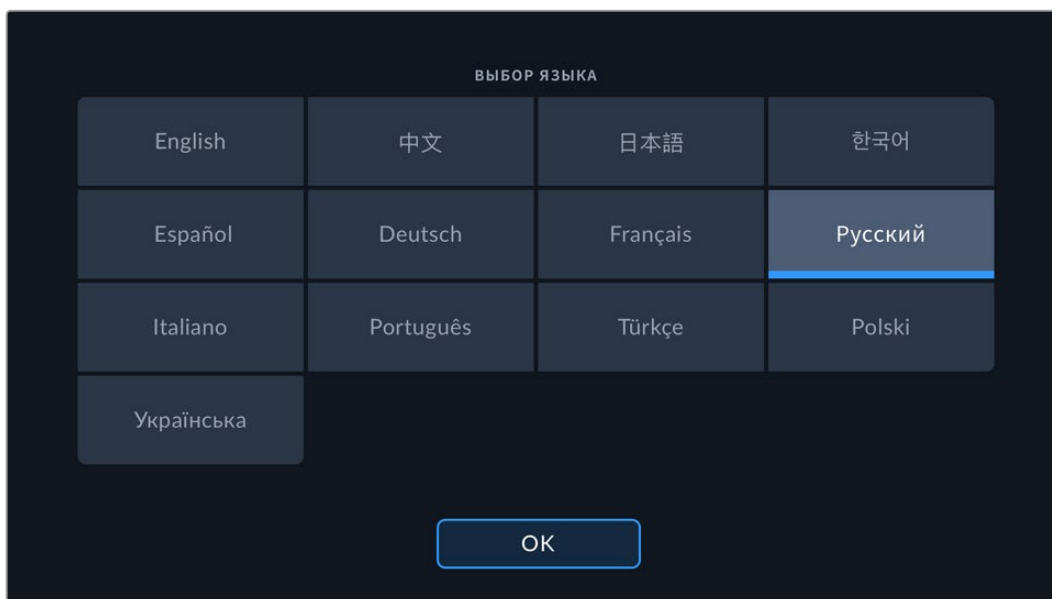 ВЫБОР ЯЗЫКА
English 中文 日本語 한국어
Español Deutsch Français Русский
Italiano Português Türkçe Polski
Українська
OK